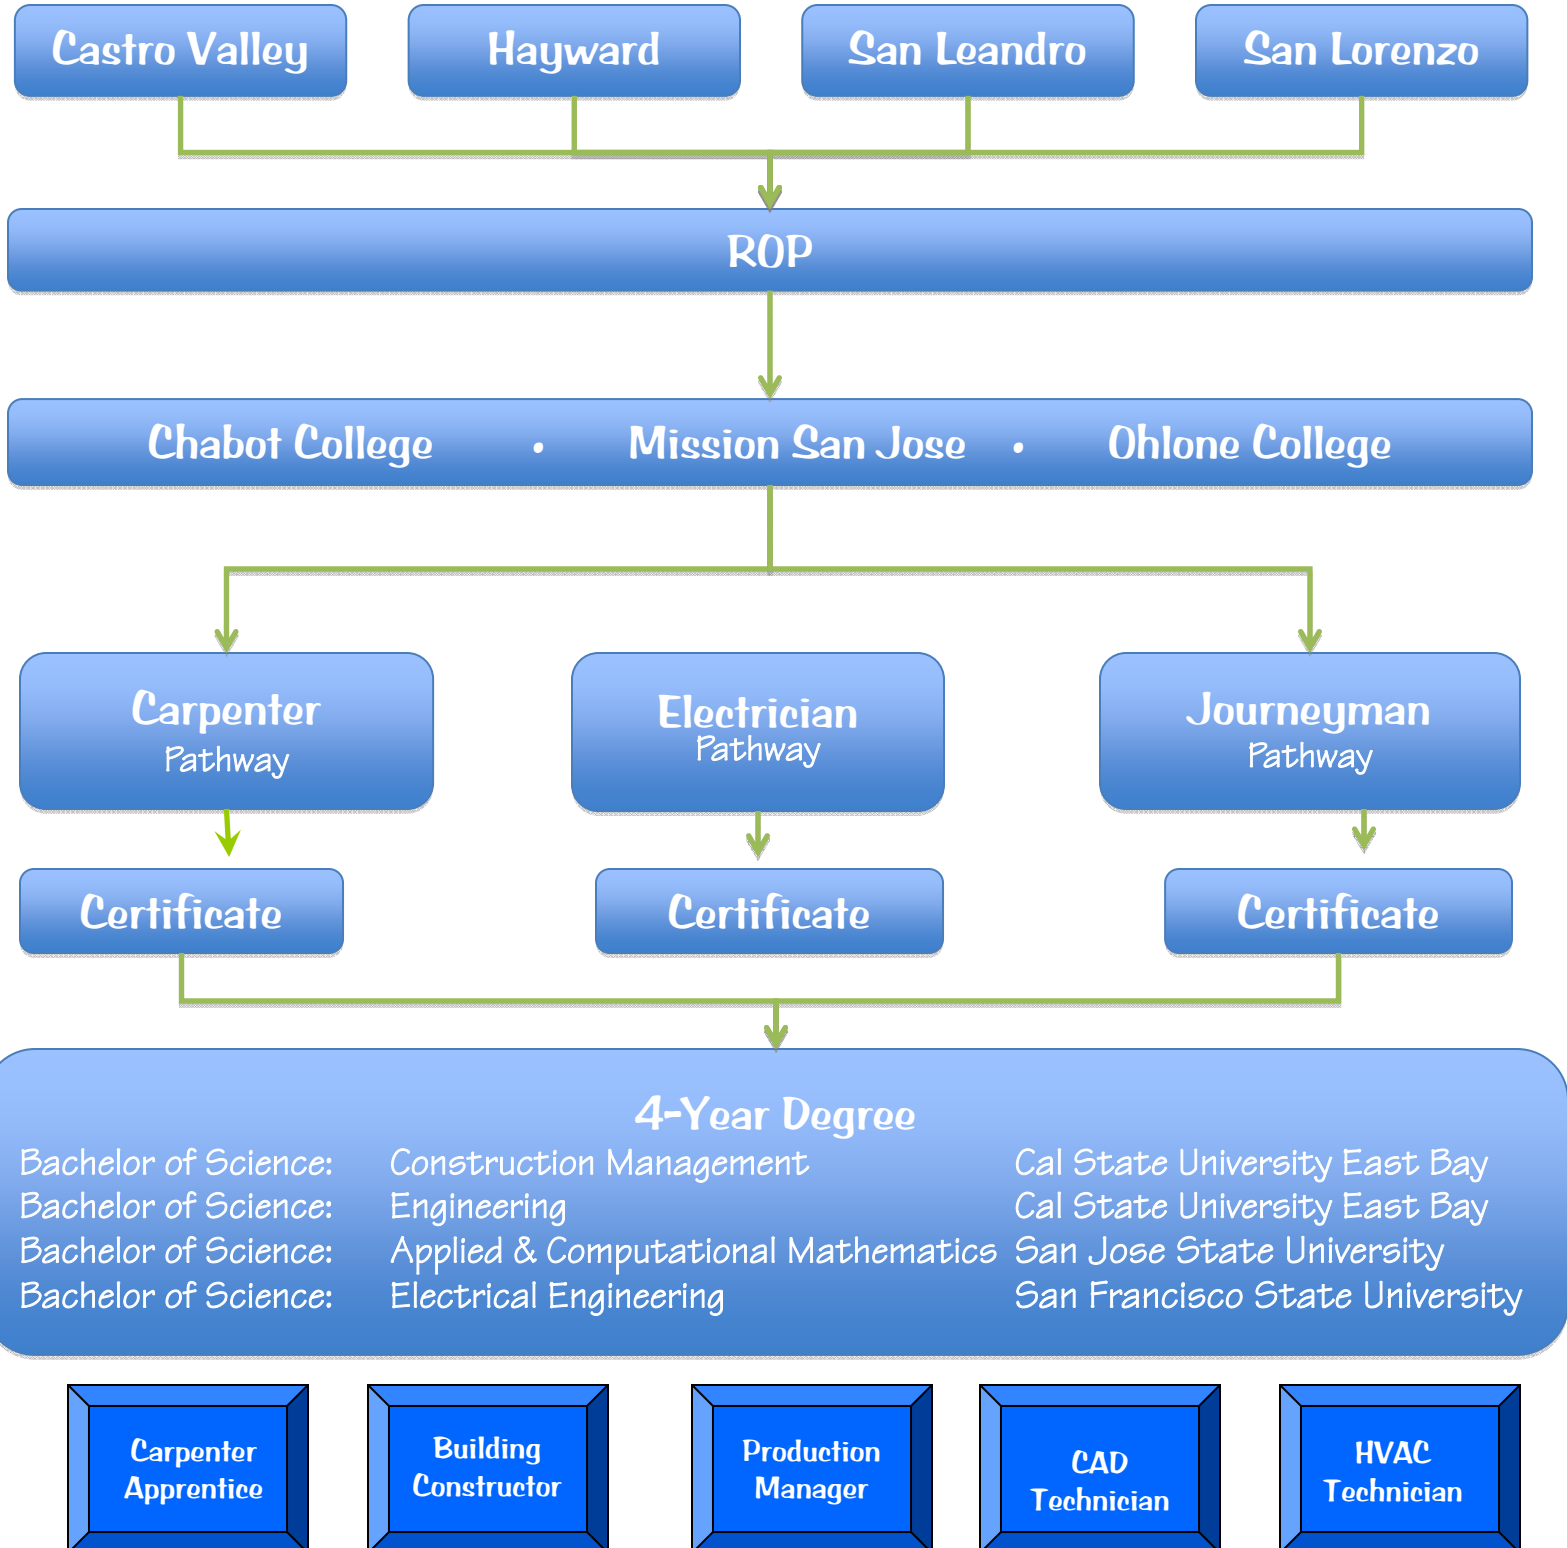 Castro Valley
Hayward
San Leandro
San Lorenzo
ROP
Chabot College • Mission San Jose • Ohlone College
Carpenter
Pathway
Electrician
Pathway
Journeyman
Pathway
Certificate
Certificate
Certificate
4-Year Degree
Bachelor of Science: Construction Management Cal State University East Bay
Bachelor of Science: Engineering Cal State University East Bay
Bachelor of Science: Applied & Computational Mathematics San Jose State University
Bachelor of Science: Electrical Engineering San Francisco State University
Carpenter
Apprentice
Building
Constructor
Production
Manager
CAD
Technician
HVAC
Technician